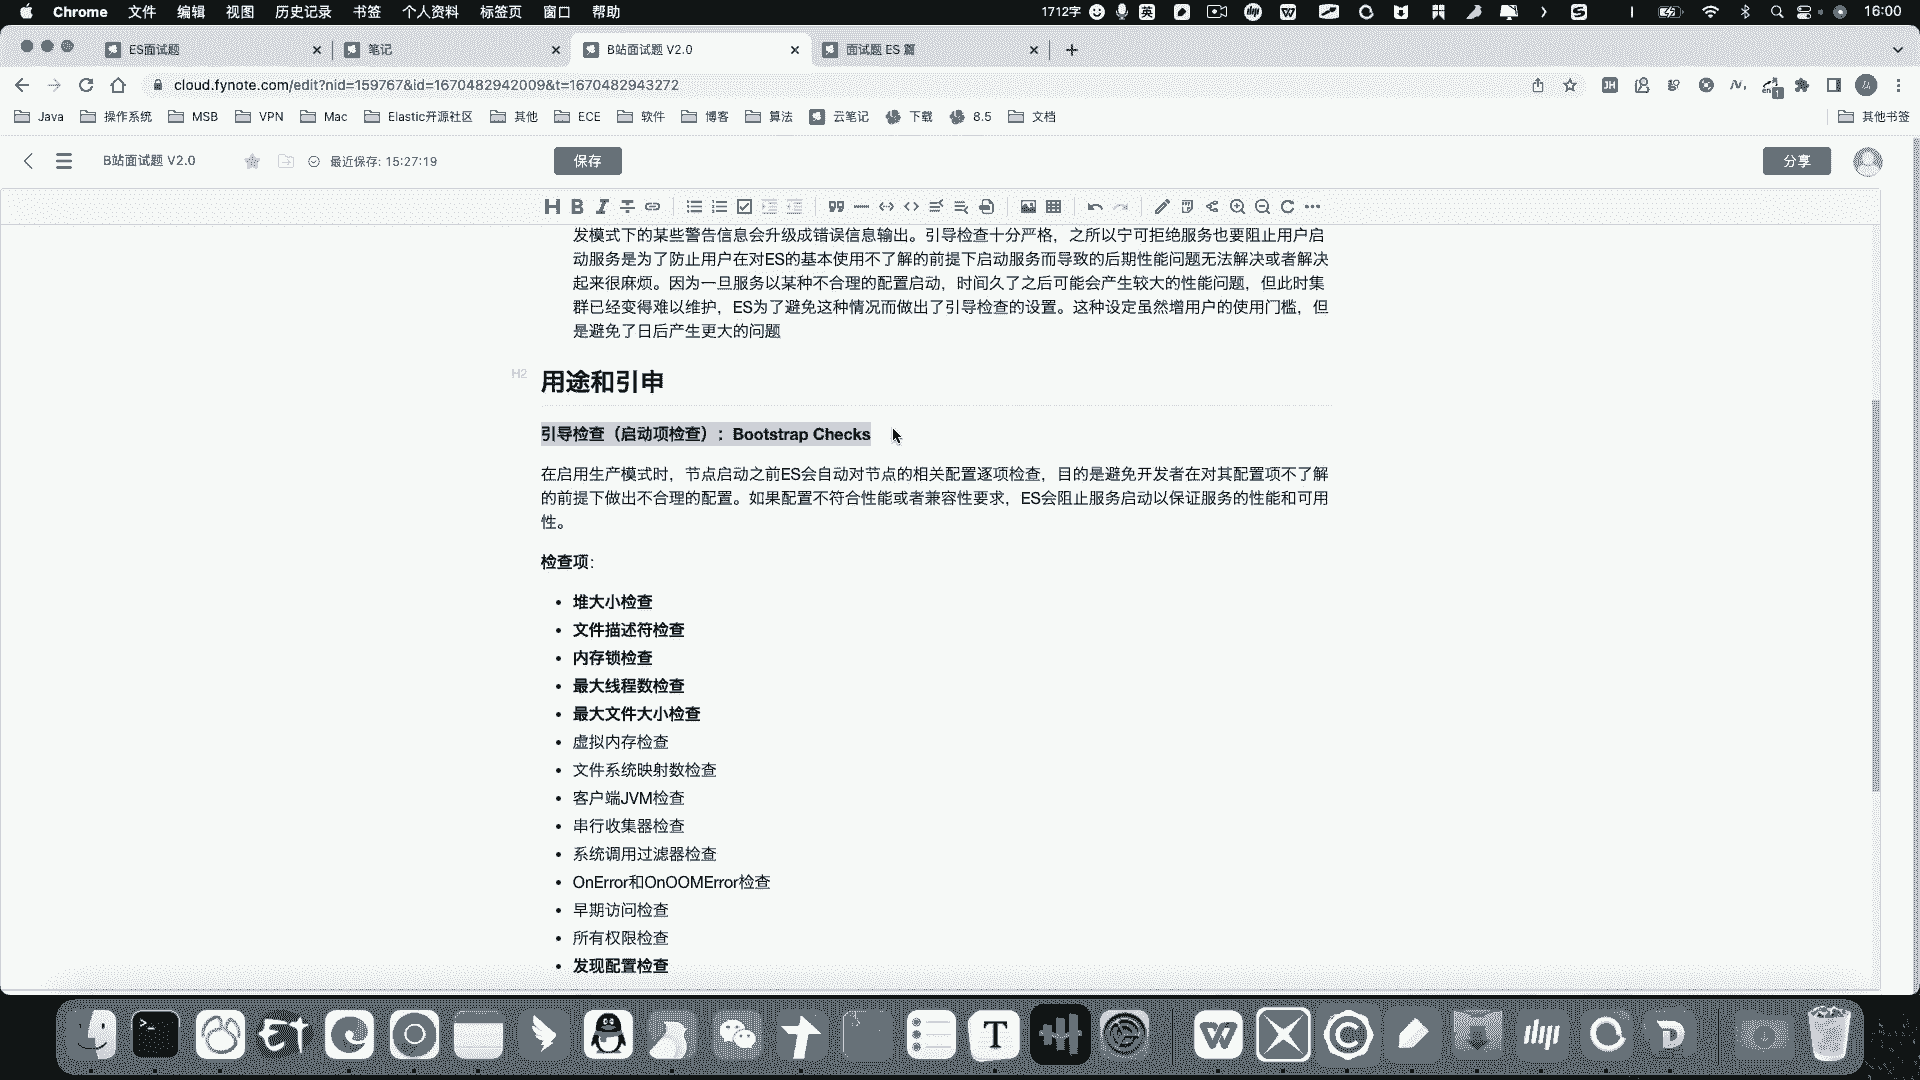 Chrome 文件 编辑 视图 历史记录 书签 个人资料 标签页 窗口 帮助 1712字 英 16:00
ES面试题 笔记 B站面试题 V2.0 面试题 ES 篇
cloud.fynote.com/edit?nid=159767&id=1670482942009&t=1670482943272
Java 操作系统 MSB VPN Mac Elastic开源社区 其他 ECE 软件 博客 算法 云笔记 下载 8.5 文档 其他书签
B站面试题 V2.0 最近保存: 15:27:19 保存 分享
发模式下的某些警告信息会升级成错误信息输出。引导检查十分严格，之所以宁可拒绝服务也要阻止用户启
动服务是为了防止用户在对ES的基本使用不了解的前提下启动服务而导致的后期性能问题无法解决或者解决
起来很麻烦。因为一旦服务以某种不合理的配置启动，时间久了之后可能会产生较大的性能问题，但此时集
群已经变得难以维护，ES为了避免这种情况而做出了引导检查的设置。这种设定虽然增用户的使用门槛，但
是避免了日后产生更大的问题
H2 用途和引申
引导检查（启动项检查）：Bootstrap Checks
在启用生产模式时，节点启动之前ES会自动对节点的相关配置逐项检查，目的是避免开发者在对其配置项不了解
的前提下做出不合理的配置。如果配置不符合性能或者兼容性要求，ES会阻止服务启动以保证服务的性能和可用
性。
检查项:
• 堆大小检查
• 文件描述符检查
• 内存锁检查
• 最大线程数检查
• 最大文件大小检查
• 虚拟内存检查
• 文件系统映射数检查
• 客户端JVM检查
• 串行收集器检查
• 系统调用过滤器检查
• OnError和OnOOMError检查
• 早期访问检查
• 所有权限检查
• 发现配置检查